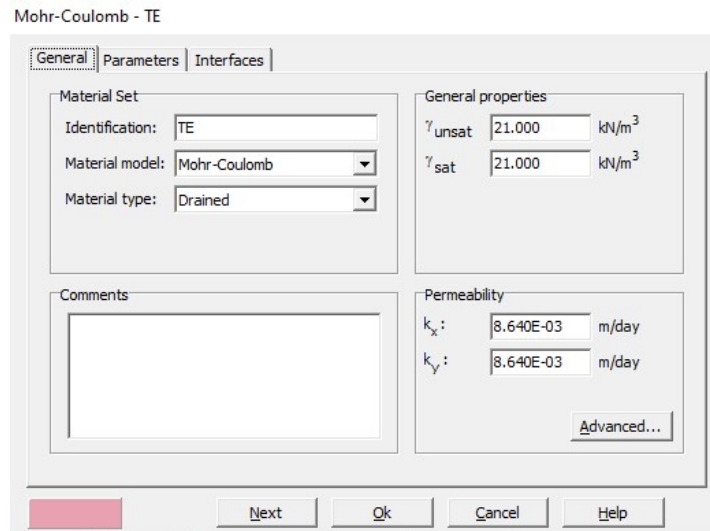 Mohr-Coulomb - TE
General Parameters Interfaces
Material Set
Identification: TE
Material model: Mohr-Coulomb
Material type: Drained
General properties
γunsat 21.000 kN/m³
γsat 21.000 kN/m³
Comments
Permeability
kx: 8.640E-03 m/day
ky: 8.640E-03 m/day
Advanced...
Next Ok Cancel Help